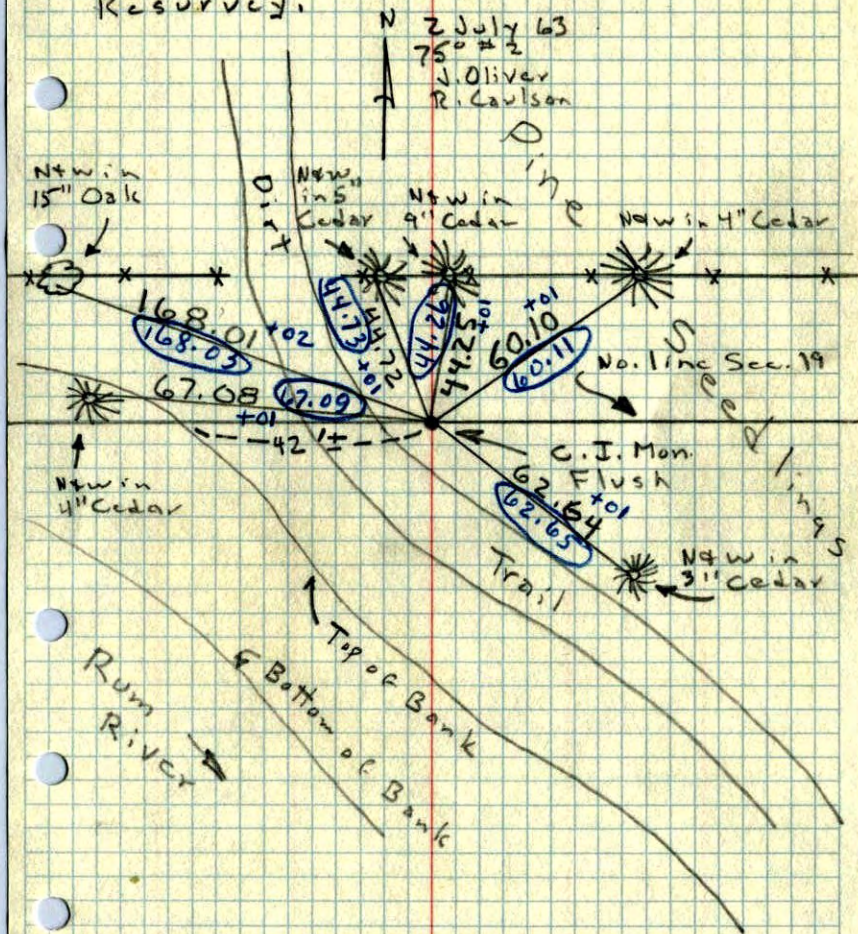 Resurvey.
N
2 July 63
75° #2
J. Oliver
R. Carlson
Pine
Seedlings
N&W in
15" Oak
Dirt
N&W
in 5"
Cedar
N&W in
9" Cedar
N&W in 4" Cedar
168.01
+02
168.03
44.73
44.72
+01
44.26
44.25
+01
+01
60.10
60.11
No. line Sec. 19
67.08
+01
67.09
42'±
C.I. Mon.
Flush
N&W in
4" Cedar
62.64
+01
62.65
N&W in
3" Cedar
Trail
Top of Bank
Bottom of Bank
Rum
River